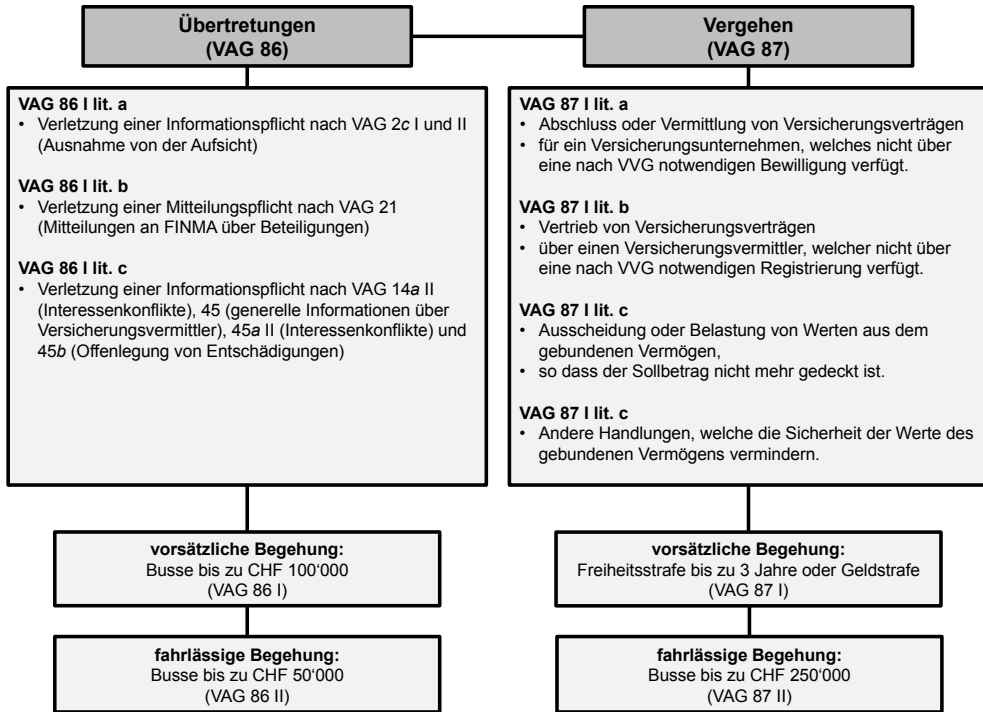 Übertretungen
(VAG 86)
Vergehen
(VAG 87)
VAG 86 I lit. a
• Verletzung einer Informationspflicht nach VAG 2c I und II
(Ausnahme von der Aufsicht)
VAG 86 I lit. b
• Verletzung einer Mitteilungspflicht nach VAG 21
(Mitteilungen an FINMA über Beteiligungen)
VAG 86 I lit. c
• Verletzung einer Informationspflicht nach VAG 14a II
(Interessenkonflikte), 45 (generelle Informationen über
Versicherungsvermittler), 45a II (Interessenkonflikte) und
45b (Offenlegung von Entschädigungen)
VAG 87 I lit. a
• Abschluss oder Vermittlung von Versicherungsverträgen
• für ein Versicherungsunternehmen, welches nicht über
eine nach VVG notwendigen Bewilligung verfügt.
VAG 87 I lit. b
• Vertrieb von Versicherungsverträgen
• über einen Versicherungsvermittler, welcher nicht über
eine nach VVG notwendigen Registrierung verfügt.
VAG 87 I lit. c
• Ausscheidung oder Belastung von Werten aus dem
gebundenen Vermögen,
• so dass der Sollbetrag nicht mehr gedeckt ist.
VAG 87 I lit. c
• Andere Handlungen, welche die Sicherheit der Werte des
gebundenen Vermögens vermindern.
vorsätzliche Begehung:
Busse bis zu CHF 100‘000
(VAG 86 I)
vorsätzliche Begehung:
Freiheitsstrafe bis zu 3 Jahre oder Geldstrafe
(VAG 87 I)
fahrlässige Begehung:
Busse bis zu CHF 50‘000
(VAG 86 II)
fahrlässige Begehung:
Busse bis zu CHF 250‘000
(VAG 87 II)